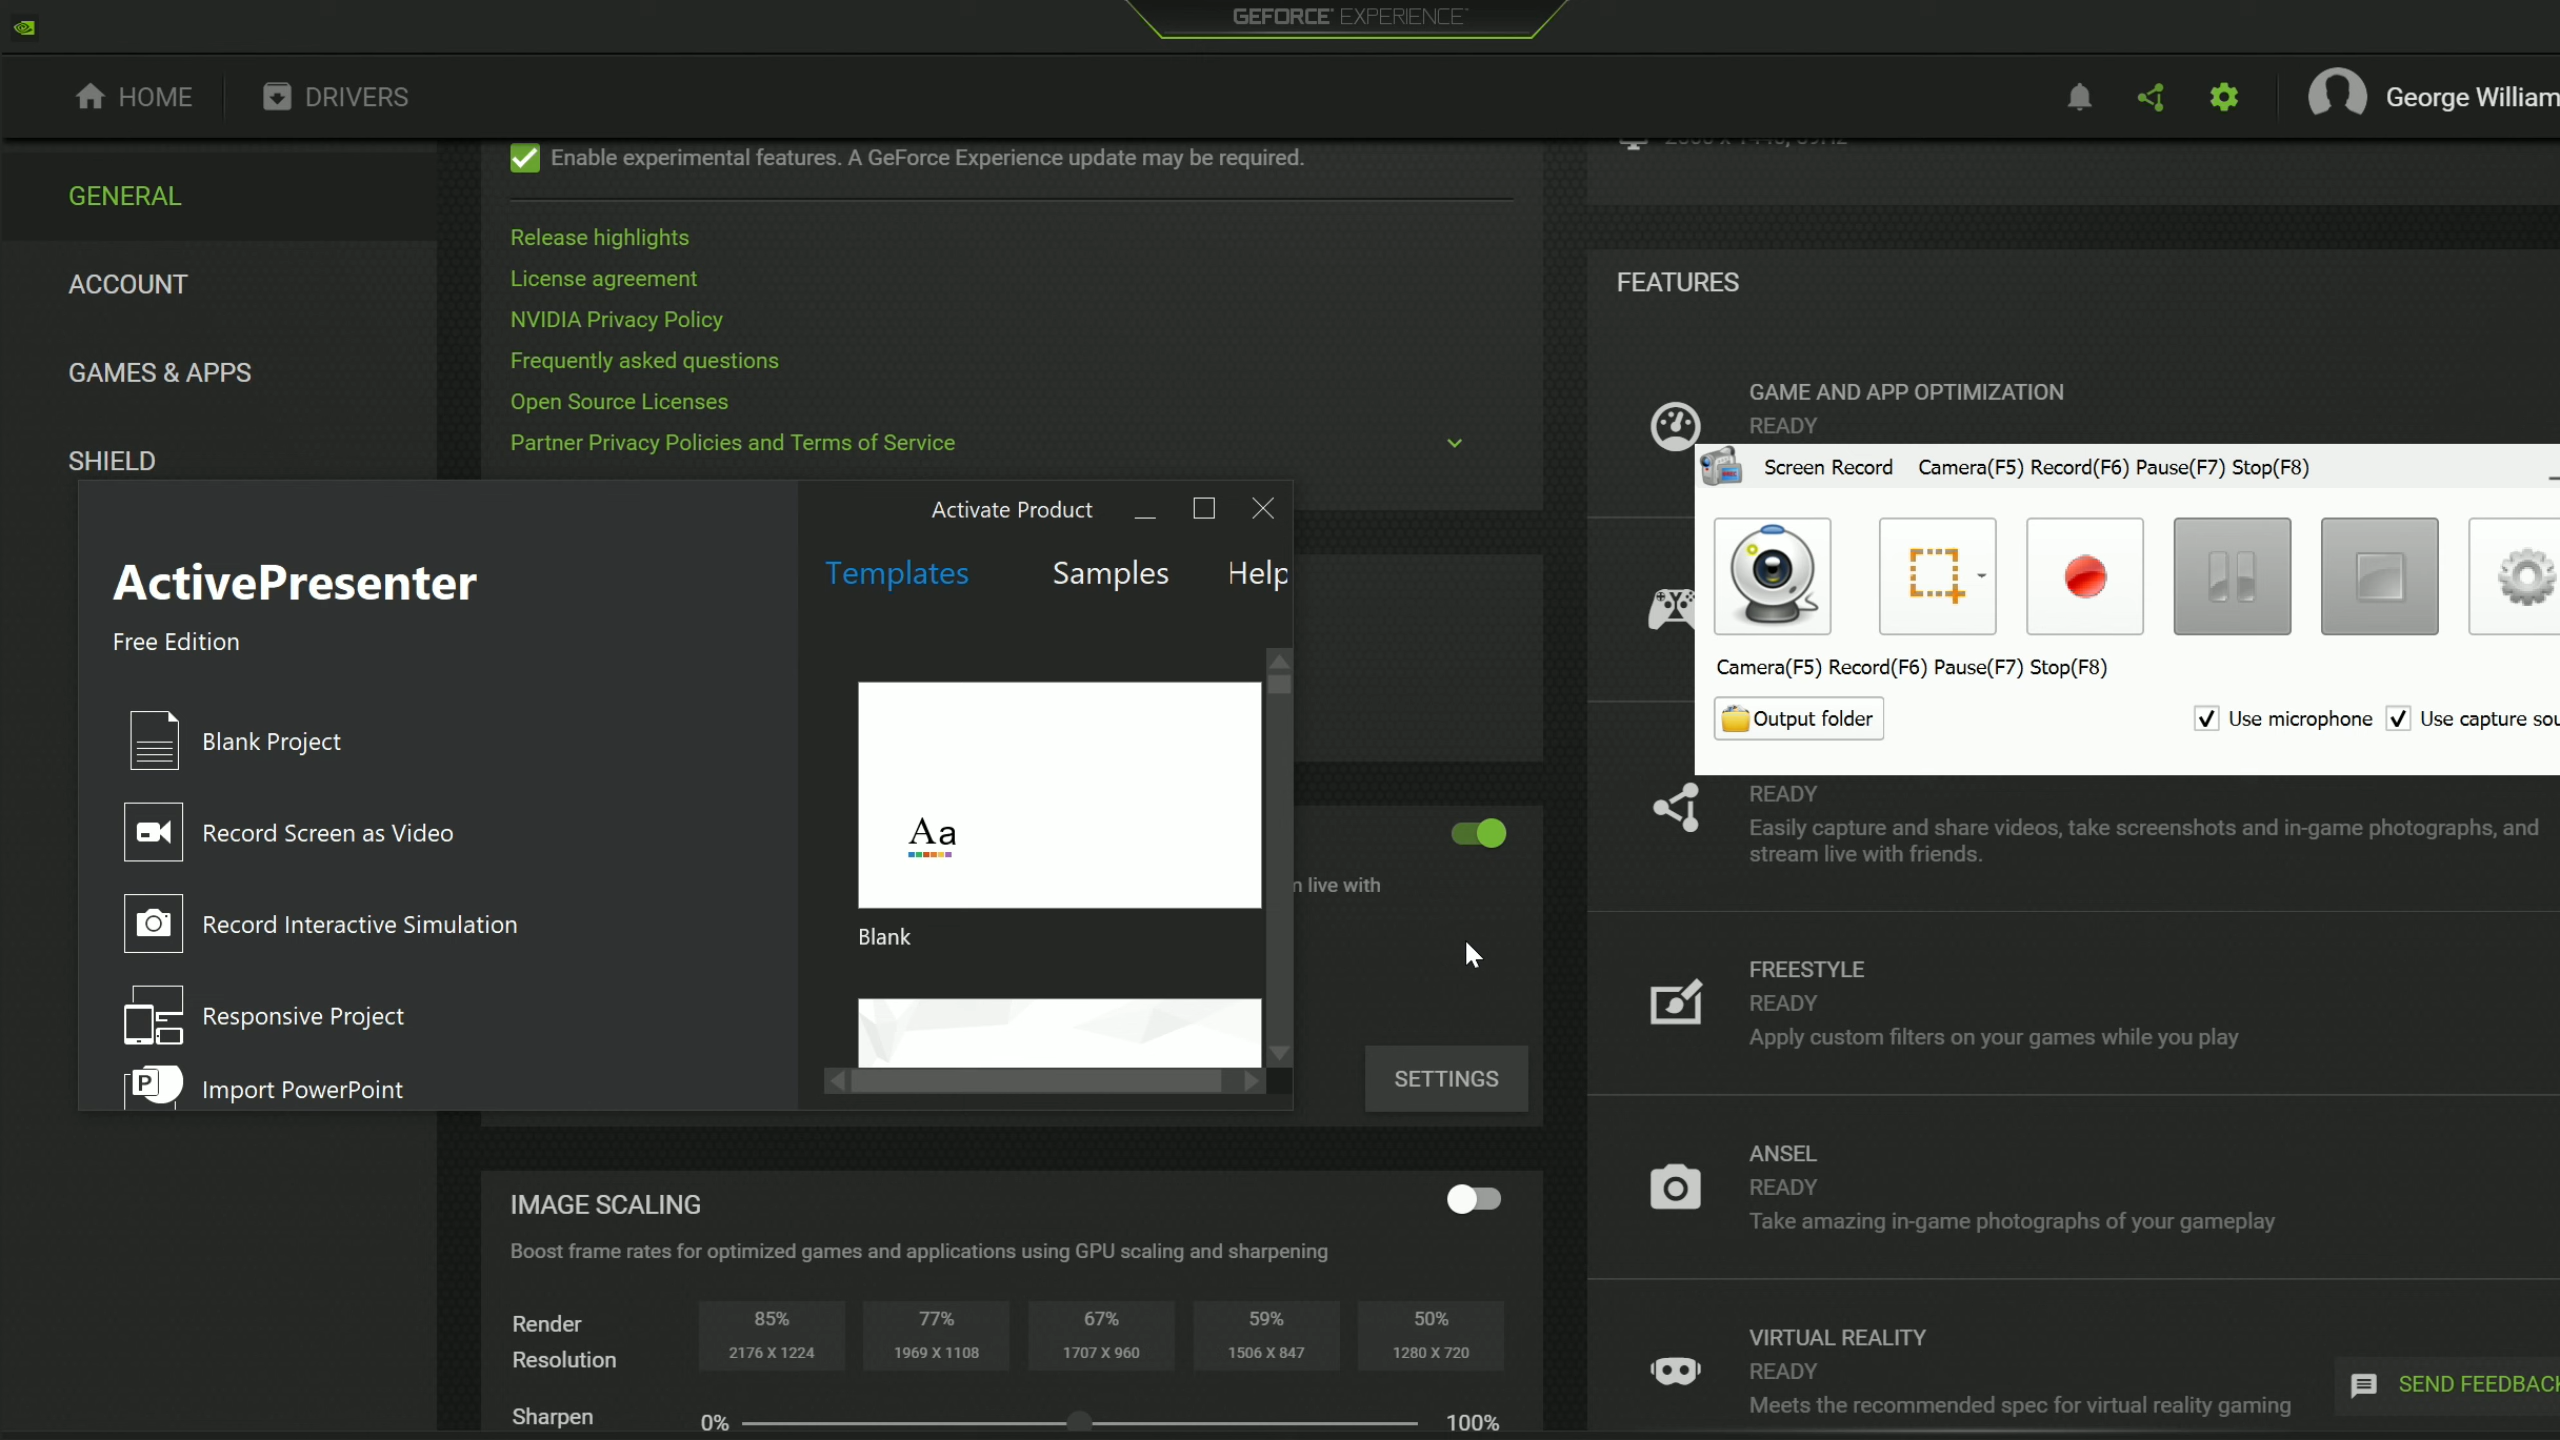 GEFORCE EXPERIENCE
HOME
DRIVERS
George William
GENERAL
ACCOUNT
GAMES & APPS
SHIELD
Enable experimental features. A GeForce Experience update may be required.
Release highlights
License agreement
NVIDIA Privacy Policy
Frequently asked questions
Open Source Licenses
Partner Privacy Policies and Terms of Service
FEATURES
GAME AND APP OPTIMIZATION
READY
Screen Record Camera(F5) Record(F6) Pause(F7) Stop(F8)
Camera(F5) Record(F6) Pause(F7) Stop(F8)
Output folder
Use microphone
Use capture
Activate Product
ActivePresenter
Free Edition
Blank Project
Record Screen as Video
Record Interactive Simulation
Responsive Project
Import PowerPoint
Templates
Samples
Help
Aa
Blank
live with
SETTINGS
READY
Easily capture and share videos, take screenshots and in-game photographs, and
stream live with friends.
FREESTYLE
READY
Apply custom filters on your games while you play
ANSEL
READY
Take amazing in-game photographs of your gameplay
VIRTUAL REALITY
READY
Meets the recommended spec for virtual reality gaming
SEND FEEDBACK
IMAGE SCALING
Boost frame rates for optimized games and applications using GPU scaling and sharpening
Render
Resolution
85%
2176 X 1224
77%
1969 X 1108
67%
1707 X 960
59%
1506 X 847
50%
1280 X 720
Sharpen
0%
100%